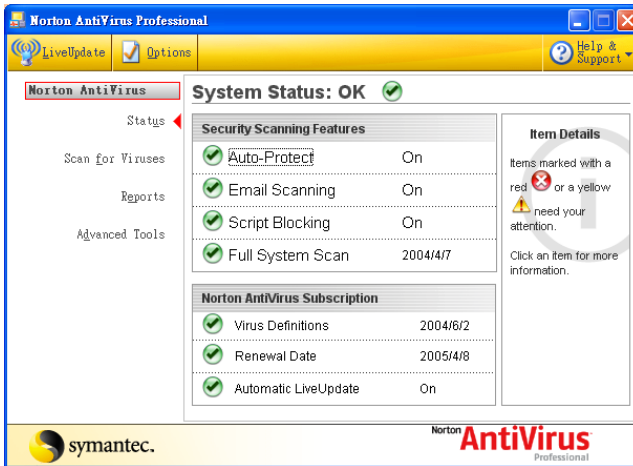 Norton AntiVirus Professional
LiveUpdate Options Help & Support
Norton AntiVirus
Status
Scan for Viruses
Reports
Advanced Tools
System Status: OK
Security Scanning Features
Auto-Protect On
Email Scanning On
Script Blocking On
Full System Scan 2004/4/7
Norton AntiVirus Subscription
Virus Definitions 2004/6/2
Renewal Date 2005/4/8
Automatic LiveUpdate On
Item Details
Items marked with a
red or a yellow
need your
attention.
Click an item for more
information.
symantec.
Norton AntiVirus
Professional